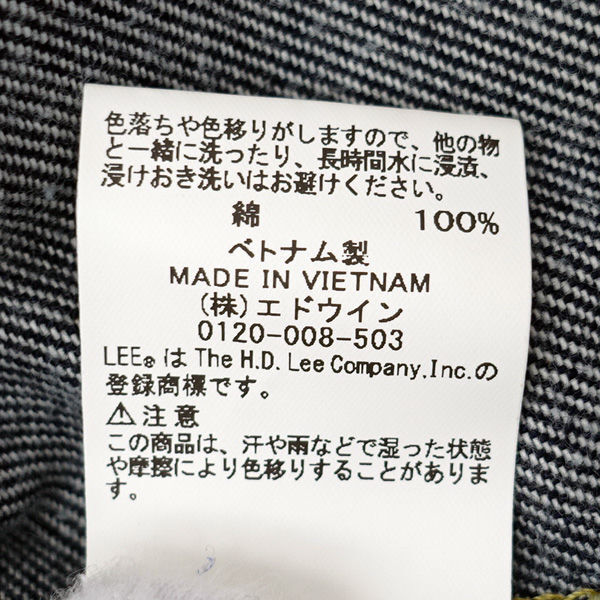 色落ちや色移りがしますので、他の物
と一緒に洗ったり、長時間水に浸漬、
浸けおき洗いはお避けください。
綿 100%
ベトナム製
MADE IN VIETNAM
(株)エドウイン
0120-008-503
LEE®は The H.D. Lee Company,Inc.の
登録商標です。
⚠注意
この商品は、汗や雨などで湿った状態
や摩擦により色移りすることがありま
す。